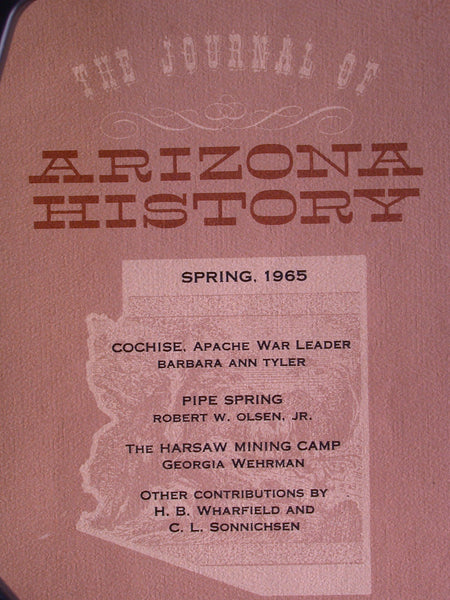 THE JOURNAL OF
ARIZONA
HISTORY
SPRING, 1965
COCHISE, APACHE WAR LEADER
BARBARA ANN TYLER
PIPE SPRING
ROBERT W. OLSEN, JR.
THE HARSAW MINING CAMP
GEORGIA WEHRMAN
OTHER CONTRIBUTIONS BY
H. B. WHARFIELD AND
C. L. SONNICHSEN